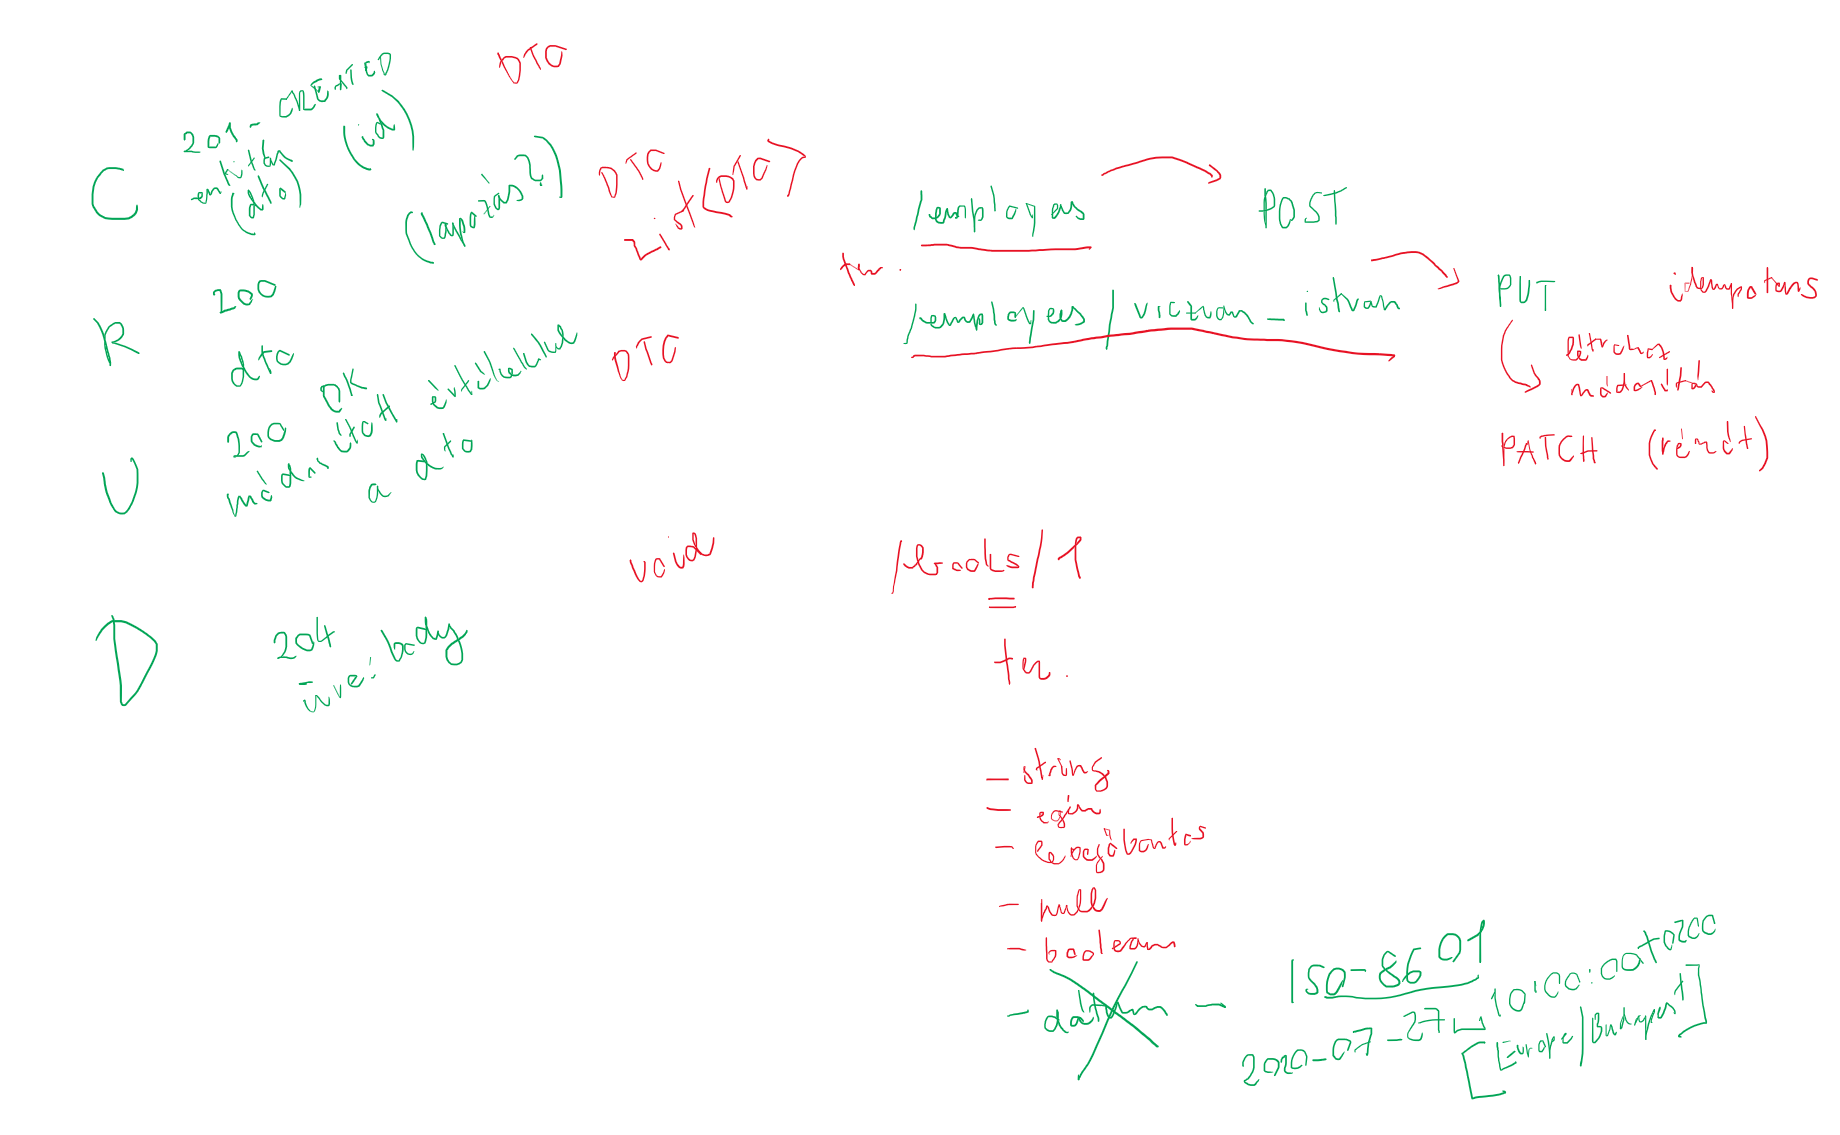 C
201 - CREATED
entitás
(dto)
(id)
DTO
R
200
dto
(lapozás?)
DTO
List(DTO)
U
200 OK
módosított értékekkel
a dto
DTO
D
204
üres body
void
/employees
POST
/employees/viczian_istvan
PUT
idempotens
létrehoz
módosítás
PATCH (részét)
/books/1
- string
- egész
- lebegőpontos
- null
- boolean
- dátum -
ISO-8601
2020-07-27 10:00:00+0200
[Europe/Budapest]